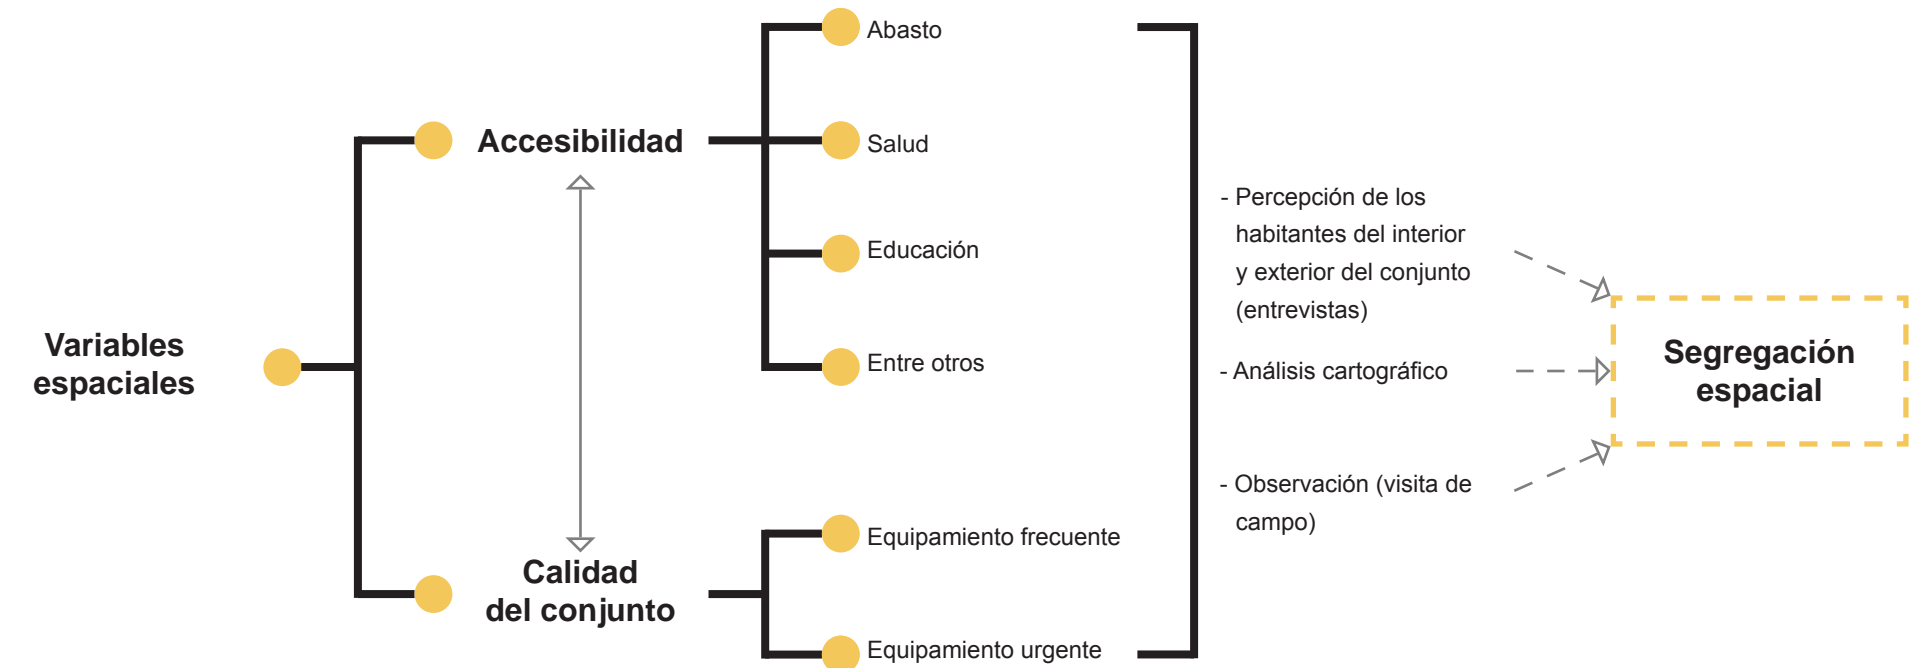 Variables
espaciales
Accesibilidad
Calidad
del conjunto
Abasto
Salud
Educación
Entre otros
Equipamiento frecuente
Equipamiento urgente
- Percepción de los
habitantes del interior
y exterior del conjunto
(entrevistas)
- Análisis cartográfico
- Observación (visita de
campo)
Segregación
espacial